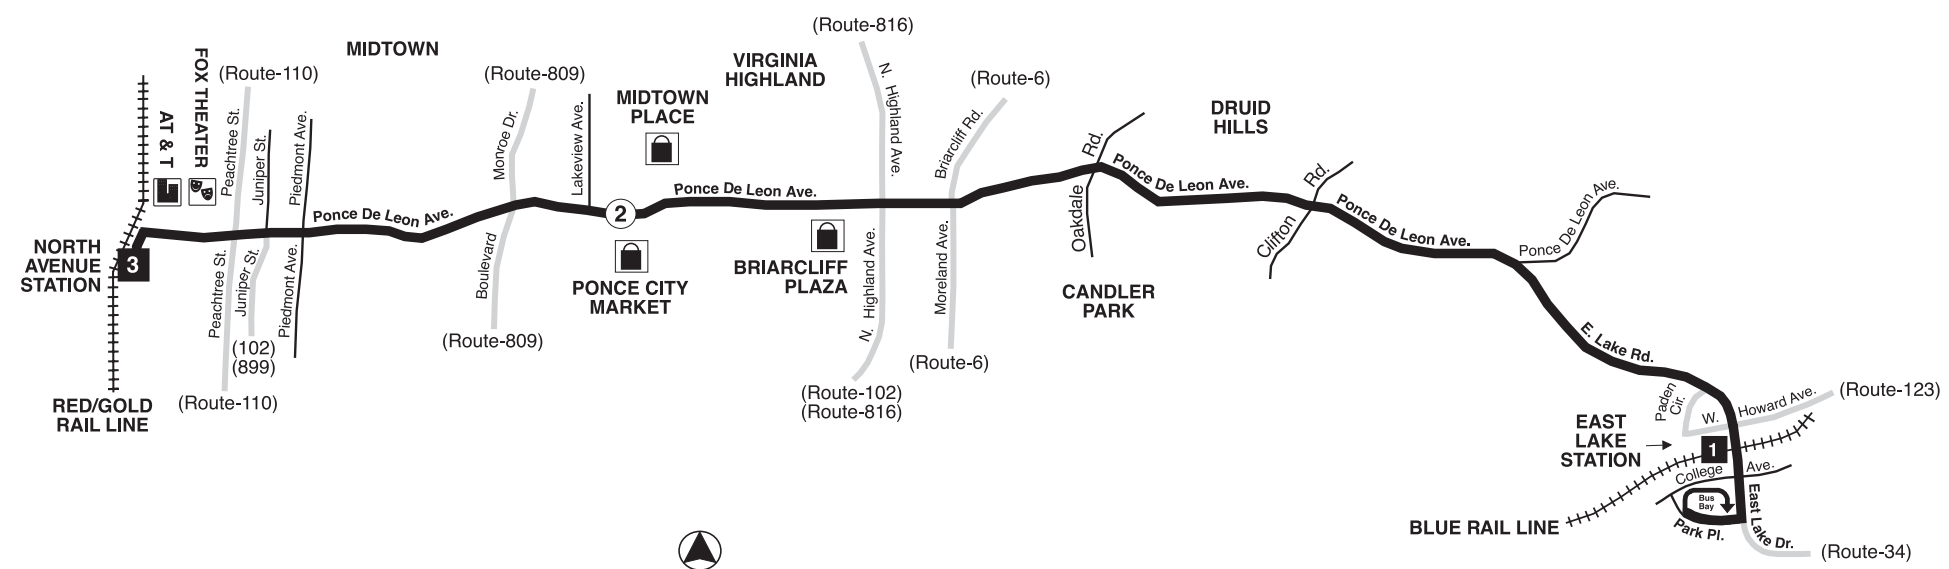 (Route-816)
MIDTOWN
FOX THEATER
AT & T
(Route-110)
(Route-809)
VIRGINIA
HIGHLAND
(Route-6)
MIDTOWN
PLACE
DRUID
HILLS
Peachtree St.
Juniper St.
Piedmont Ave.
Monroe Dr.
Lakeview Ave.
N. Highland Ave.
Briarcliff Rd.
Oakdale Rd.
Clifton Rd.
Ponce De Leon Ave.
Ponce De Leon Ave.
Ponce De Leon Ave.
Ponce De Leon Ave.
Ponce De Leon Ave.
2
NORTH
AVENUE
STATION
3
Peachtree St.
Juniper St.
Piedmont Ave.
Boulevard
PONCE CITY
MARKET
BRIARCLIFF
PLAZA
N. Highland Ave.
Moreland Ave.
CANDLER
PARK
(102)
(899)
(Route-809)
(Route-6)
E. Lake Rd.
(Route-110)
(Route-102)
(Route-816)
RED/GOLD
RAIL LINE
Paden
Cir.
W. Howard Ave.
(Route-123)
EAST
LAKE
STATION
1
College Ave.
Bus
Bay
Park Pl.
East Lake Dr.
BLUE RAIL LINE
(Route-34)